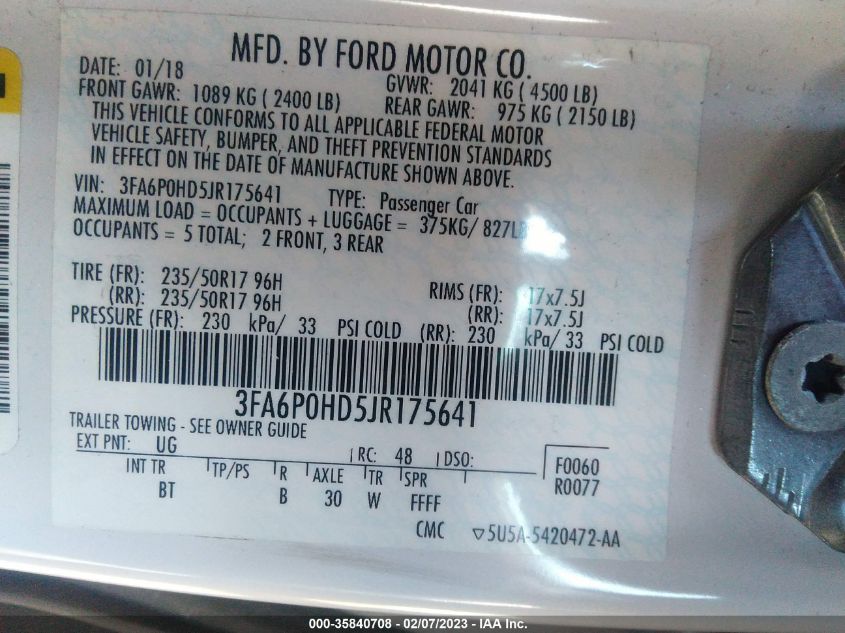 MFD. BY FORD MOTOR CO.
DATE: 01/18 GVWR: 2041 KG ( 4500 LB)
FRONT GAWR: 1089 KG ( 2400 LB) REAR GAWR: 975 KG ( 2150 LB)
THIS VEHICLE CONFORMS TO ALL APPLICABLE FEDERAL MOTOR
VEHICLE SAFETY, BUMPER, AND THEFT PREVENTION STANDARDS
IN EFFECT ON THE DATE OF MANUFACTURE SHOWN ABOVE.
VIN: 3FA6P0HD5JR175641 TYPE: Passenger Car
MAXIMUM LOAD = OCCUPANTS + LUGGAGE = 375KG/ 827LB
OCCUPANTS = 5 TOTAL; 2 FRONT, 3 REAR
TIRE (FR): 235/50R17 96H RIMS (FR): 17x7.5J
(RR): 235/50R17 96H (RR): 17x7.5J
PRESSURE (FR): 230 kPa/ 33 PSI COLD (RR): 230 kPa/ 33 PSI COLD
3FA6P0HD5JR175641
TRAILER TOWING - SEE OWNER GUIDE
EXT PNT: UG RC: 48 DSO: F0060
R0077
INT TR TP/PS R AXLE TR SPR
BT B 30 W FFFF
CMC ▽5U5A-5420472-AA
000-35840708 - 02/07/2023 - IAA Inc.